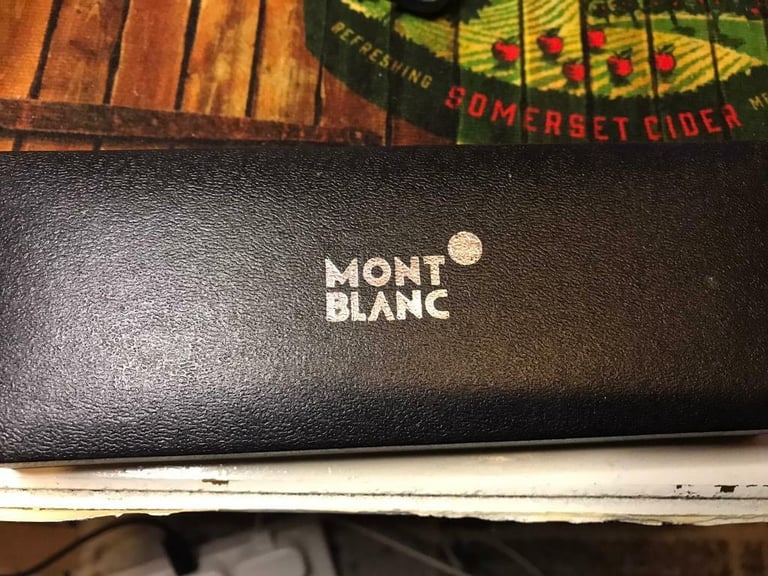 REFRESHING
SOMERSET CIDER
MONT
BLANC